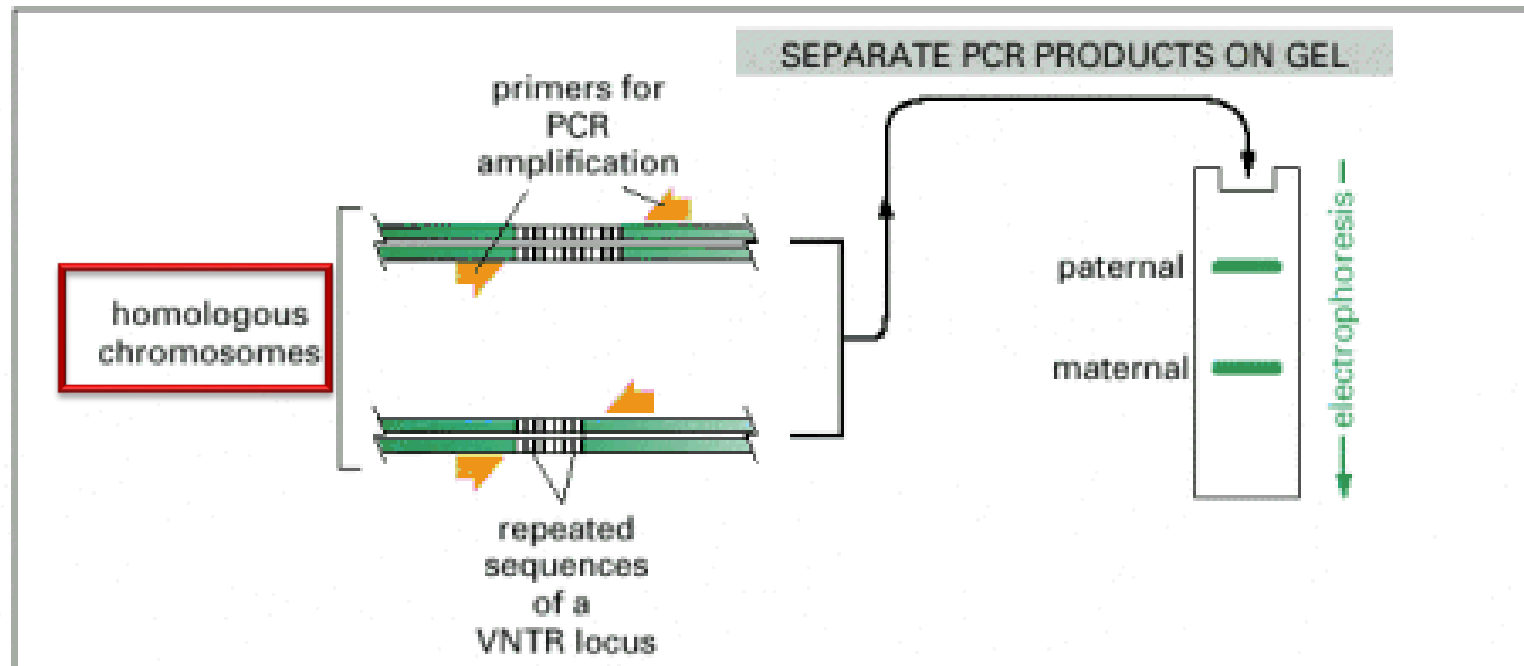 SEPARATE PCR PRODUCTS ON GEL
primers for
PCR
amplification
homologous
chromosomes
repeated
sequences
of a
VNTR locus
paternal
maternal
electrophoresis